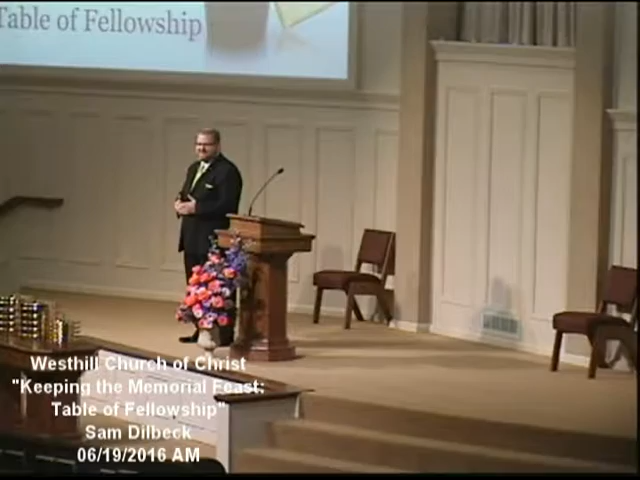 Table of Fellowship
Westhill Church of Christ
"Keeping the Memorial Feast:
Table of Fellowship"
Sam Dilbeck
06/19/2016 AM